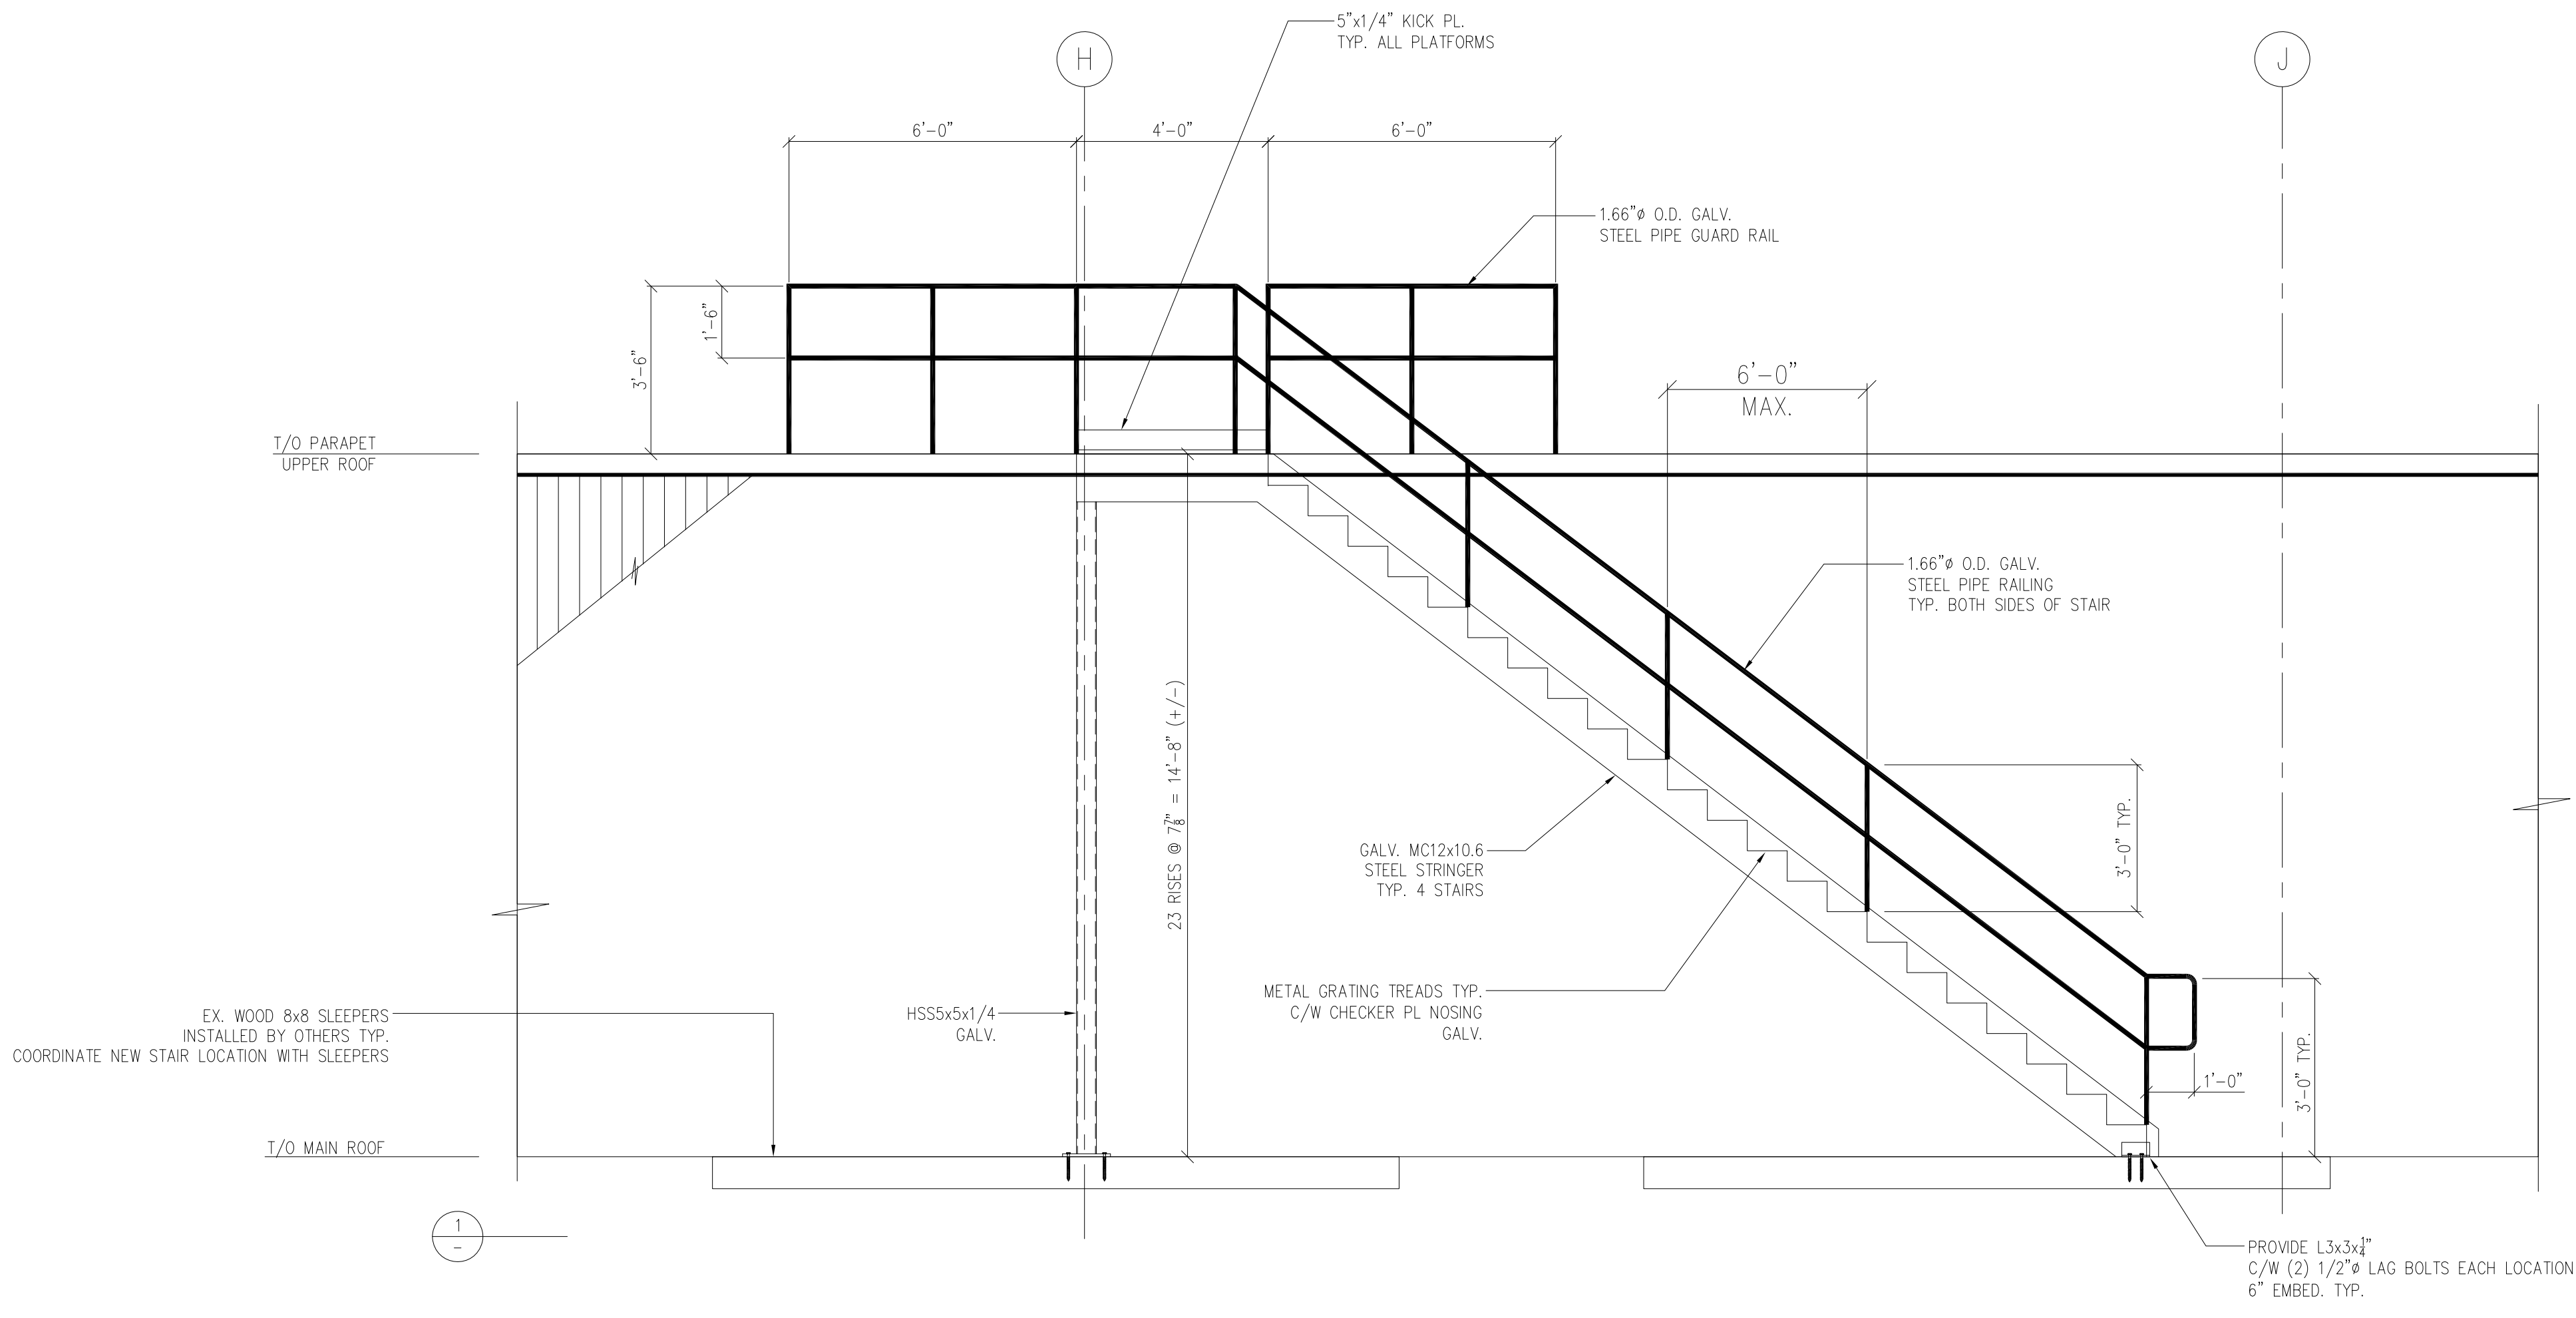 5"x1/4" KICK PL.
TYP. ALL PLATFORMS
H
J
6'-0"
4'-0"
6'-0"
1.66"ø O.D. GALV.
STEEL PIPE GUARD RAIL
1'-6"
3'-6"
6'-0"
MAX.
T/O PARAPET
UPPER ROOF
1.66"ø O.D. GALV.
STEEL PIPE RAILING
TYP. BOTH SIDES OF STAIR
23 RISES @ 7⅞" = 14'-8" (+/-)
GALV. MC12x10.6
STEEL STRINGER
TYP. 4 STAIRS
3'-0" TYP.
METAL GRATING TREADS TYP.
C/W CHECKER PL NOSING
GALV.
HSS5x5x1/4
GALV.
EX. WOOD 8x8 SLEEPERS
INSTALLED BY OTHERS TYP.
COORDINATE NEW STAIR LOCATION WITH SLEEPERS
1'-0"
3'-0" TYP.
T/O MAIN ROOF
1
-
PROVIDE L3x3x¼"
C/W (2) 1/2"ø LAG BOLTS EACH LOCATION
6" EMBED. TYP.